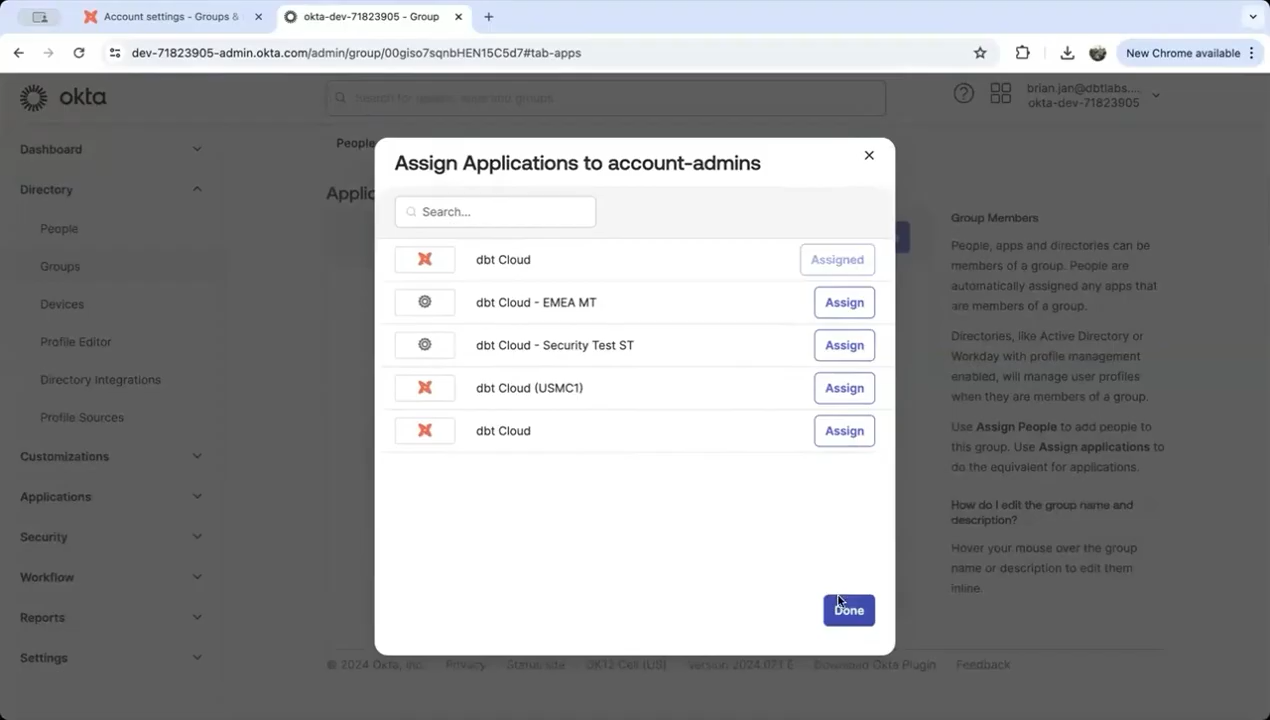 Account settings - Groups &
okta-dev-71823905 - Group
dev-71823905-admin.okta.com/admin/group/00giso7sqnbHEN15C5d7#tab-apps
New Chrome available
okta
Search for people, apps and groups
brian.jan@dbtlabs....
okta-dev-71823905
Dashboard
Directory
People
Groups
Devices
Profile Editor
Directory Integrations
Profile Sources
Customizations
Applications
Security
Workflow
Reports
Settings
People
Applic
Assign Applications to account-admins
Search...
dbt Cloud
Assigned
dbt Cloud - EMEA MT
Assign
dbt Cloud - Security Test ST
Assign
dbt Cloud (USMC1)
Assign
dbt Cloud
Assign
Done
Group Members
People, apps and directories can be
members of a group. People are
automatically assigned any apps that
are members of a group.
Directories, like Active Directory or
Workday with profile management
enabled, will manage user profiles
when they are members of a group.
Use Assign People to add people to
this group. Use Assign applications to
do the equivalent for applications.
How do I edit the group name and
description?
Hover your mouse over the group
name or description to edit them
inline.
© 2024 Okta, Inc.
Privacy
Status site
OK12 Cell (US)
Version 2024.07.1 E
Download Okta Plugin
Feedback